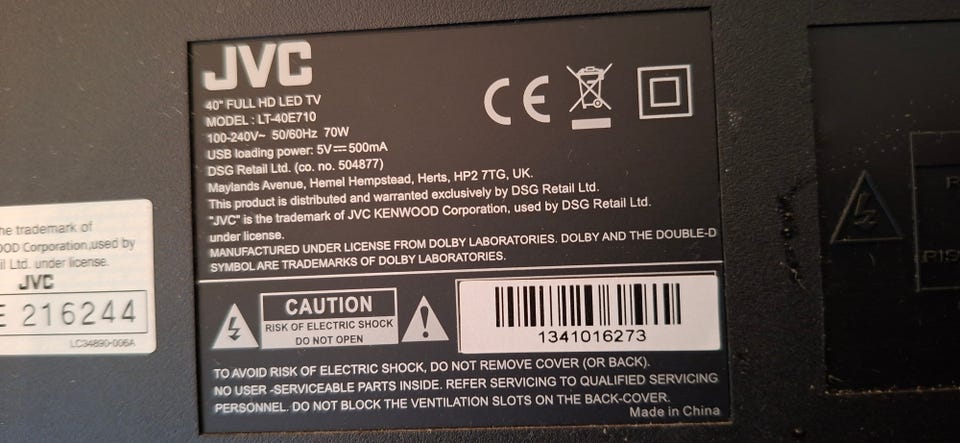 JVC
40" FULL HD LED TV
MODEL : LT-40E710
100-240V~ 50/60Hz 70W
USB loading power: 5V⎓500mA
DSG Retail Ltd. (co. no. 504877)
Maylands Avenue, Hemel Hempstead, Herts, HP2 7TG, UK.
This product is distributed and warranted exclusively by DSG Retail Ltd.
"JVC" is the trademark of JVC KENWOOD Corporation, used by DSG Retail Ltd.
under license.
MANUFACTURED UNDER LICENSE FROM DOLBY LABORATORIES. DOLBY AND THE DOUBLE-D
SYMBOL ARE TRADEMARKS OF DOLBY LABORATORIES.
CE
CAUTION
RISK OF ELECTRIC SHOCK
DO NOT OPEN
1341016273
TO AVOID RISK OF ELECTRIC SHOCK, DO NOT REMOVE COVER (OR BACK).
NO USER -SERVICEABLE PARTS INSIDE. REFER SERVICING TO QUALIFIED SERVICING
PERSONNEL. DO NOT BLOCK THE VENTILATION SLOTS ON THE BACK-COVER.
Made in China
he trademark of
OOD Corporation,used by
il Ltd. under license.
JVC
E 216244
LC34890-006A